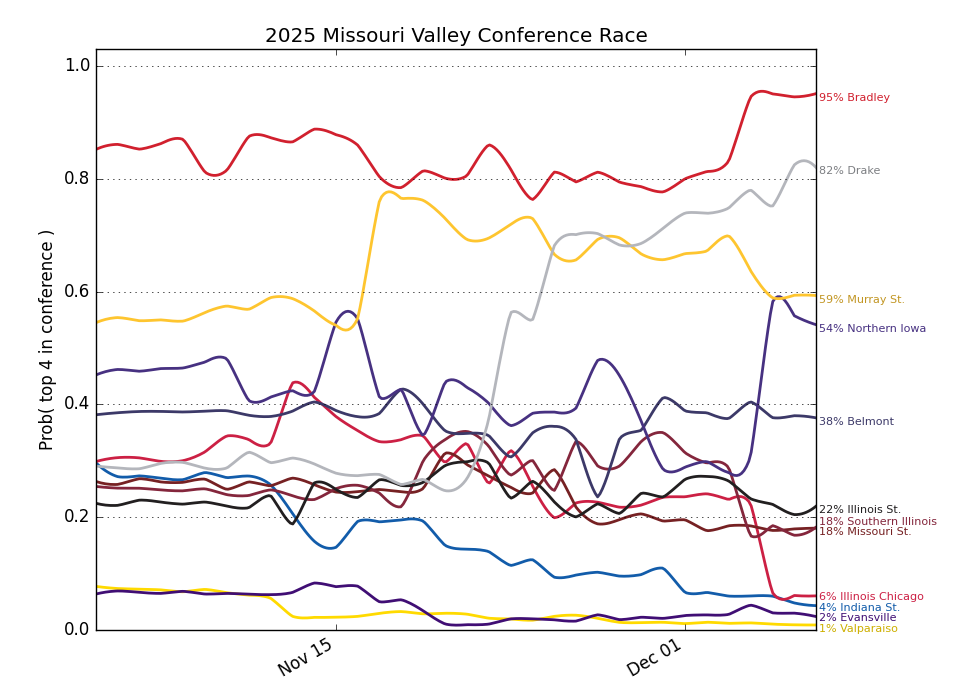 2025 Missouri Valley Conference Race
Prob( top 4 in conference )
1.0
0.8
0.6
0.4
0.2
0.0
Nov 15
Dec 01
95% Bradley
82% Drake
59% Murray St.
54% Northern Iowa
38% Belmont
22% Illinois St.
18% Southern Illinois
18% Missouri St.
6% Illinois Chicago
4% Indiana St.
2% Evansville
1% Valparaiso